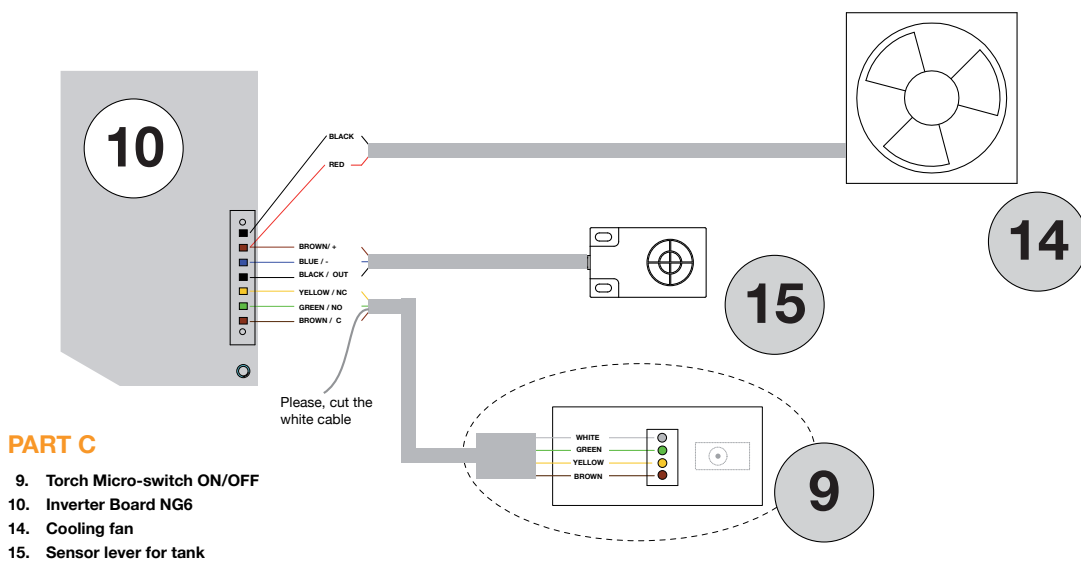 10
BLACK
RED
14
BROWN/ +
BLUE / -
BLACK / OUT
YELLOW / NC
GREEN / NO
BROWN / C
15
Please, cut the
white cable
WHITE
GREEN
YELLOW
BROWN
9
PART C
9. Torch Micro-switch ON/OFF
10. Inverter Board NG6
14. Cooling fan
15. Sensor lever for tank